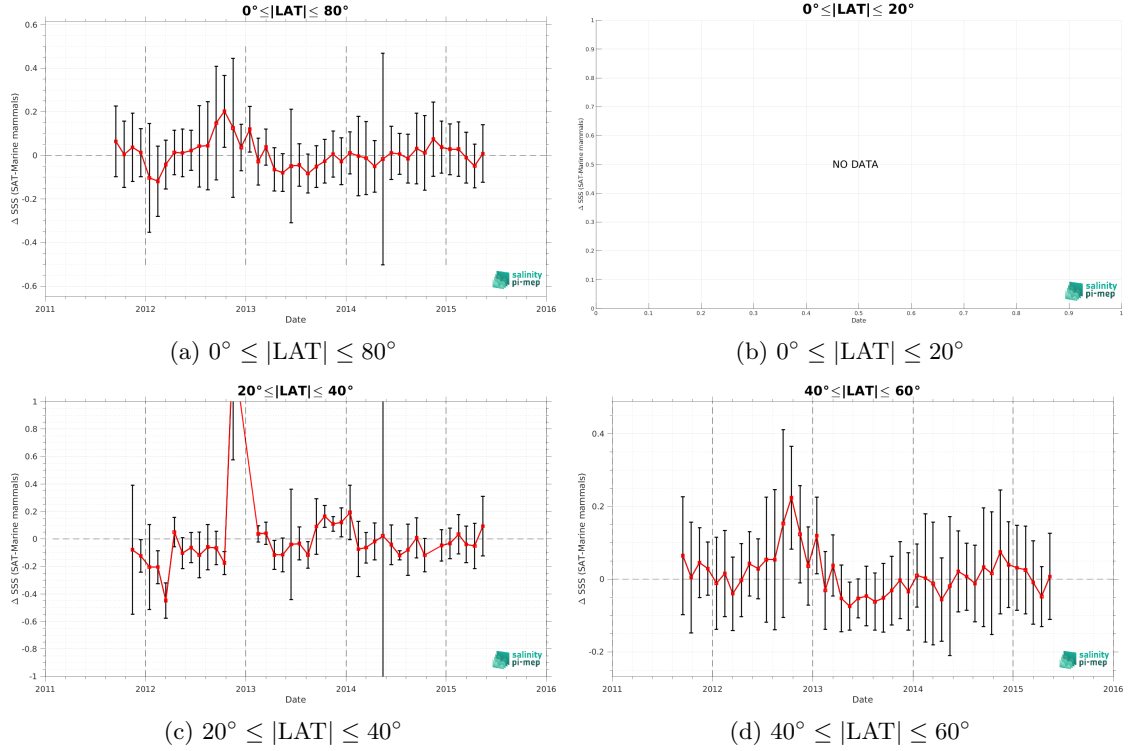 0°≤|LAT|≤ 80°
0.6
0.4
0.2
0
-0.2
-0.4
-0.6
Δ SSS (SAT-Marine mammals)
2011
2012
2013
2014
2015
2016
Date
salinity
pi-mep
(a) 0° ≤ |LAT| ≤ 80°
0°≤|LAT|≤ 20°
1
0.9
0.8
0.7
0.6
0.5
0.4
0.3
0.2
0.1
0
Δ SSS (SAT-Marine mammals)
NO DATA
0
0.1
0.2
0.3
0.4
0.5
0.6
0.7
0.8
0.9
1
Date
salinity
pi-mep
(b) 0° ≤ |LAT| ≤ 20°
20°≤|LAT|≤ 40°
1
0.8
0.6
0.4
0.2
0
-0.2
-0.4
-0.6
-0.8
-1
Δ SSS (SAT-Marine mammals)
2011
2012
2013
2014
2015
2016
Date
salinity
pi-mep
(c) 20° ≤ |LAT| ≤ 40°
40°≤|LAT|≤ 60°
0.4
0.2
0
-0.2
Δ SSS (SAT-Marine mammals)
2011
2012
2013
2014
2015
2016
Date
salinity
pi-mep
(d) 40° ≤ |LAT| ≤ 60°